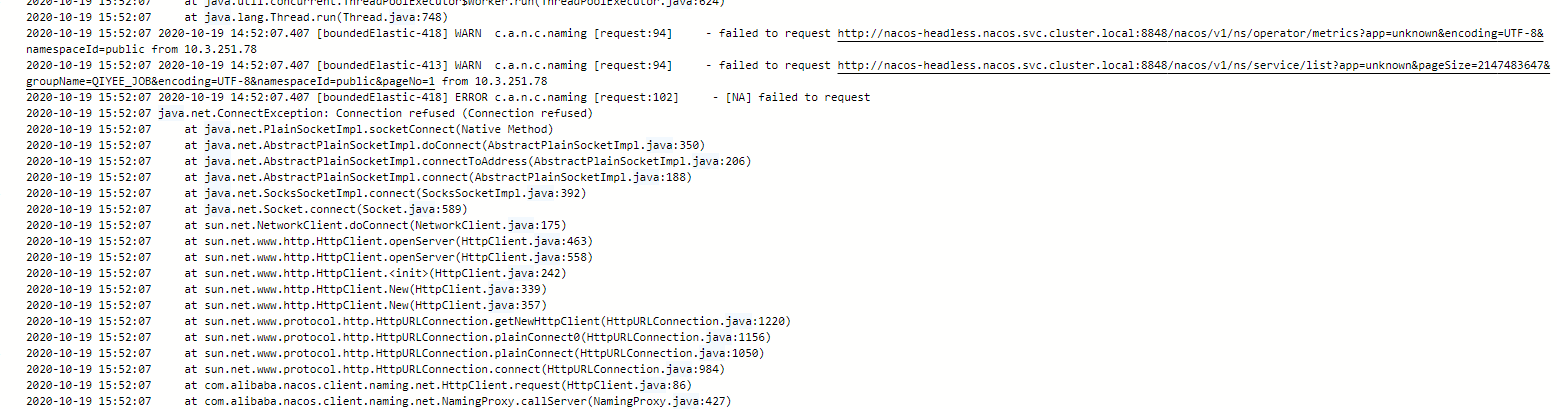 2020-10-19 15:52:07     at java.util.concurrent.ThreadPoolExecutor$Worker.run(ThreadPoolExecutor.java:624)
2020-10-19 15:52:07     at java.lang.Thread.run(Thread.java:748)
2020-10-19 15:52:07 2020-10-19 14:52:07.407 [boundedElastic-418] WARN  c.a.n.c.naming [request:94]     - failed to request http://nacos-headless.nacos.svc.cluster.local:8848/nacos/v1/ns/operator/metrics?app=unknown&encoding=UTF-8&
namespaceId=public from 10.3.251.78
2020-10-19 15:52:07 2020-10-19 14:52:07.407 [boundedElastic-413] WARN  c.a.n.c.naming [request:94]     - failed to request http://nacos-headless.nacos.svc.cluster.local:8848/nacos/v1/ns/service/list?app=unknown&pageSize=2147483647&
groupName=QIYEE_JOB&encoding=UTF-8&namespaceId=public&pageNo=1 from 10.3.251.78
2020-10-19 15:52:07 2020-10-19 14:52:07.407 [boundedElastic-418] ERROR c.a.n.c.naming [request:102]     - [NA] failed to request
2020-10-19 15:52:07 java.net.ConnectException: Connection refused (Connection refused)
2020-10-19 15:52:07     at java.net.PlainSocketImpl.socketConnect(Native Method)
2020-10-19 15:52:07     at java.net.AbstractPlainSocketImpl.doConnect(AbstractPlainSocketImpl.java:350)
2020-10-19 15:52:07     at java.net.AbstractPlainSocketImpl.connectToAddress(AbstractPlainSocketImpl.java:206)
2020-10-19 15:52:07     at java.net.AbstractPlainSocketImpl.connect(AbstractPlainSocketImpl.java:188)
2020-10-19 15:52:07     at java.net.SocksSocketImpl.connect(SocksSocketImpl.java:392)
2020-10-19 15:52:07     at java.net.Socket.connect(Socket.java:589)
2020-10-19 15:52:07     at sun.net.NetworkClient.doConnect(NetworkClient.java:175)
2020-10-19 15:52:07     at sun.net.www.http.HttpClient.openServer(HttpClient.java:463)
2020-10-19 15:52:07     at sun.net.www.http.HttpClient.openServer(HttpClient.java:558)
2020-10-19 15:52:07     at sun.net.www.http.HttpClient.<init>(HttpClient.java:242)
2020-10-19 15:52:07     at sun.net.www.http.HttpClient.New(HttpClient.java:339)
2020-10-19 15:52:07     at sun.net.www.http.HttpClient.New(HttpClient.java:357)
2020-10-19 15:52:07     at sun.net.www.protocol.http.HttpURLConnection.getNewHttpClient(HttpURLConnection.java:1220)
2020-10-19 15:52:07     at sun.net.www.protocol.http.HttpURLConnection.plainConnect0(HttpURLConnection.java:1156)
2020-10-19 15:52:07     at sun.net.www.protocol.http.HttpURLConnection.plainConnect(HttpURLConnection.java:1050)
2020-10-19 15:52:07     at sun.net.www.protocol.http.HttpURLConnection.connect(HttpURLConnection.java:984)
2020-10-19 15:52:07     at com.alibaba.nacos.client.naming.net.HttpClient.request(HttpClient.java:86)
2020-10-19 15:52:07     at com.alibaba.nacos.client.naming.net.NamingProxy.callServer(NamingProxy.java:427)